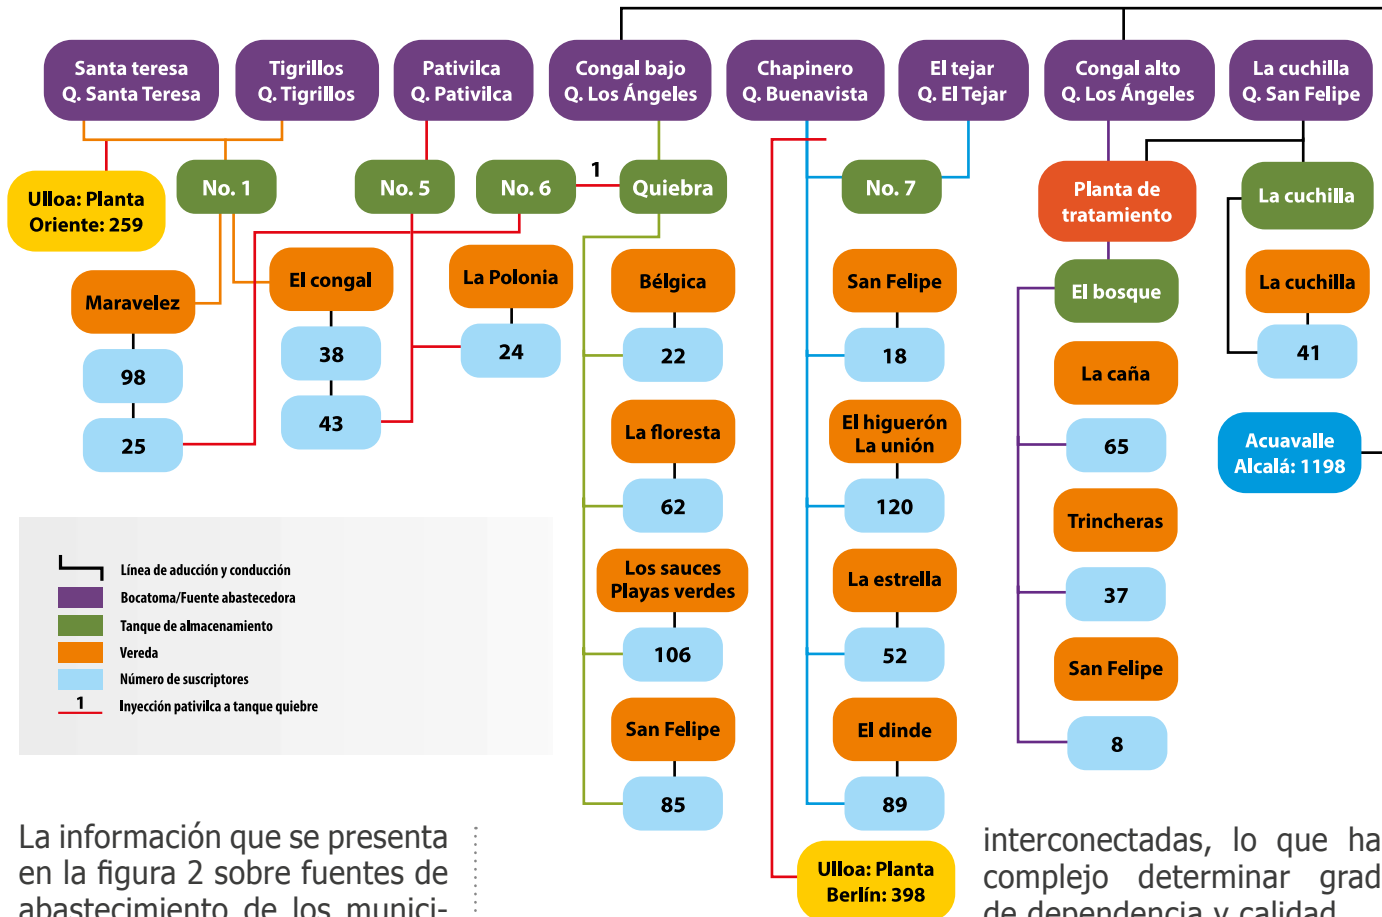 Santa teresa
Q. Santa Teresa
Tigrillos
Q. Tigrillos
Pativilca
Q. Pativilca
Congal bajo
Q. Los Ángeles
Chapinero
Q. Buenavista
El tejar
Q. El Tejar
Congal alto
Q. Los Ángeles
La cuchilla
Q. San Felipe
Ulloa: Planta
Oriente: 259
No. 1
No. 5
No. 6
1
Quiebra
No. 7
Planta de
tratamiento
La cuchilla
Maravelez
98
25
El congal
38
43
La Polonia
24
Bélgica
22
La floresta
62
Los sauces
Playas verdes
106
San Felipe
85
San Felipe
18
El higuerón
La unión
120
La estrella
52
El dinde
89
Ulloa: Planta
Berlín: 398
El bosque
La caña
65
Trincheras
37
San Felipe
8
La cuchilla
41
Acuavalle
Alcalá: 1198
Línea de aducción y conducción
Bocatoma/Fuente abastecedora
Tanque de almacenamiento
Vereda
Número de suscriptores
1 Inyección pativilca a tanque quiebre
La información que se presenta
en la figura 2 sobre fuentes de
abastecimiento de los munici-
interconectadas, lo que ha
complejo determinar grad
de dependencia y calidad